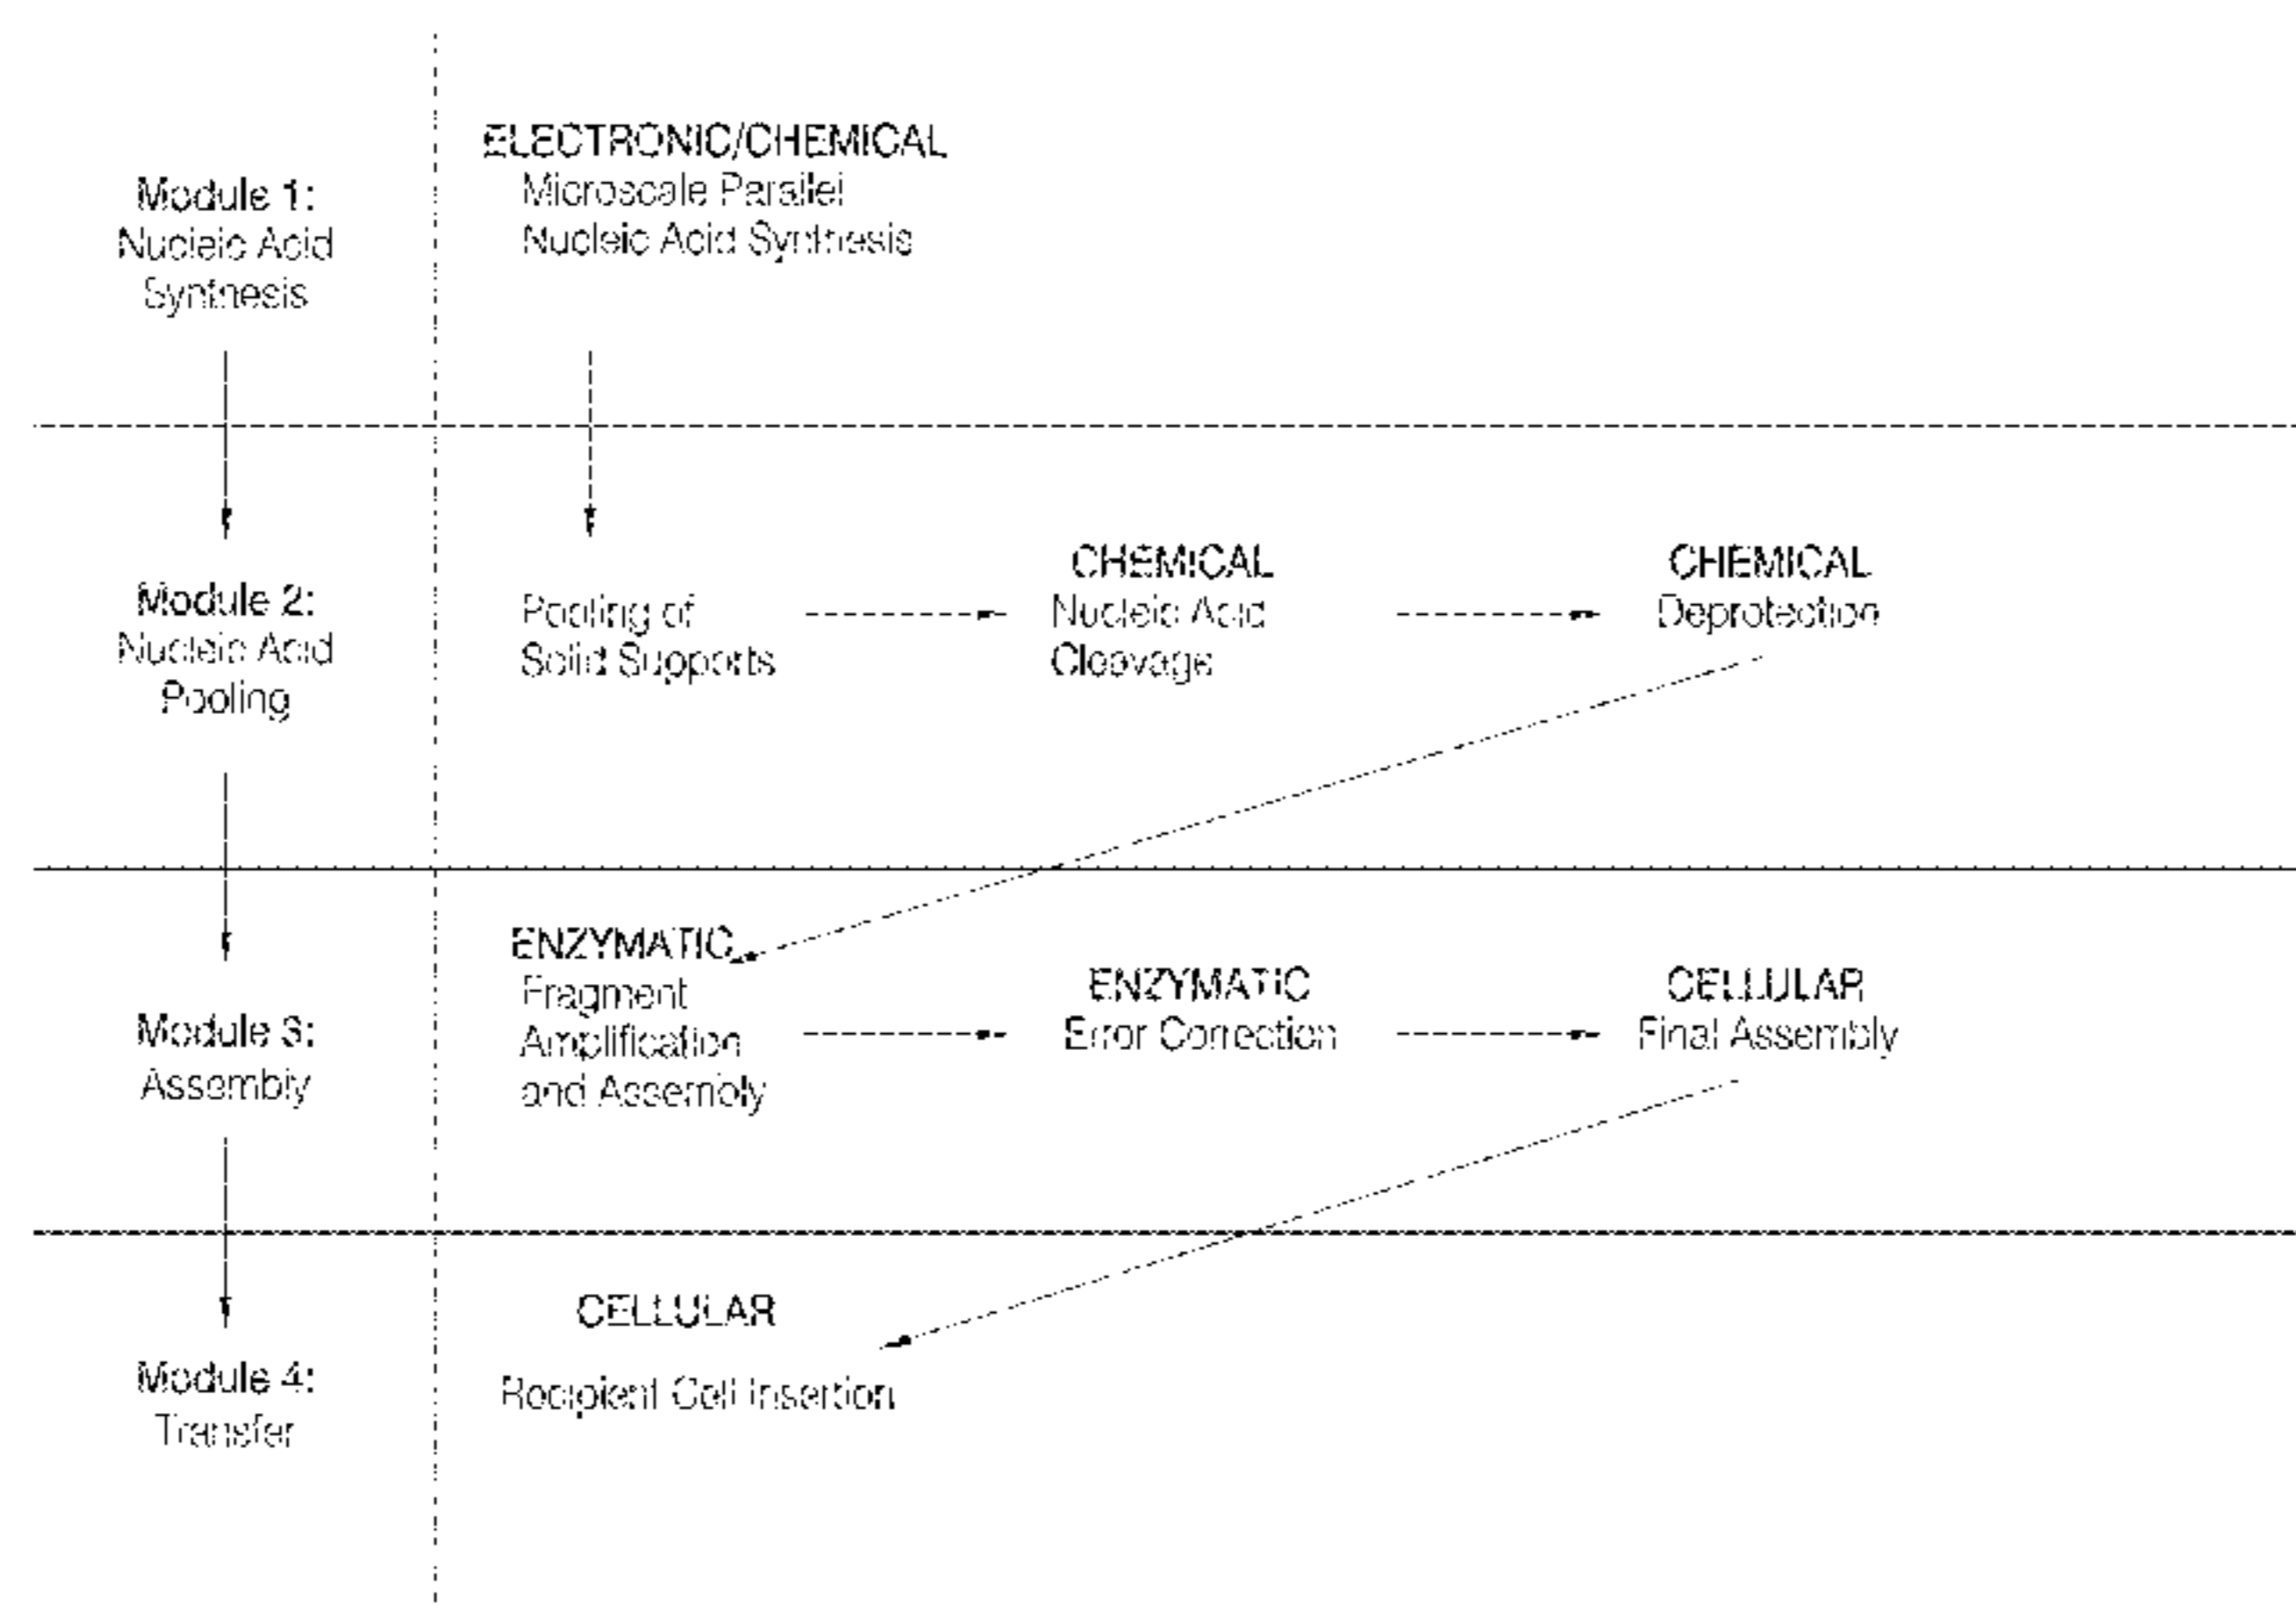 ELECTRONIC/CHEMICAL
Module 1:
Microscale Parallel
Nucleic Acid
Nucleic Acid Synthesis
Synthesis
Module 2:
Nucleic Acid
Pooling
Pooling of
Solid Supports
CHEMICAL
Nucleic Acid
Cleavage
CHEMICAL
Deprotection
Module 3:
Assembly
ENZYMATIC
Fragment
Amplification
and Assembly
ENZYMATIC
Error Correction
CELLULAR
Final Assembly
Module 4:
Transfer
CELLULAR
Recipient Cell Insertion